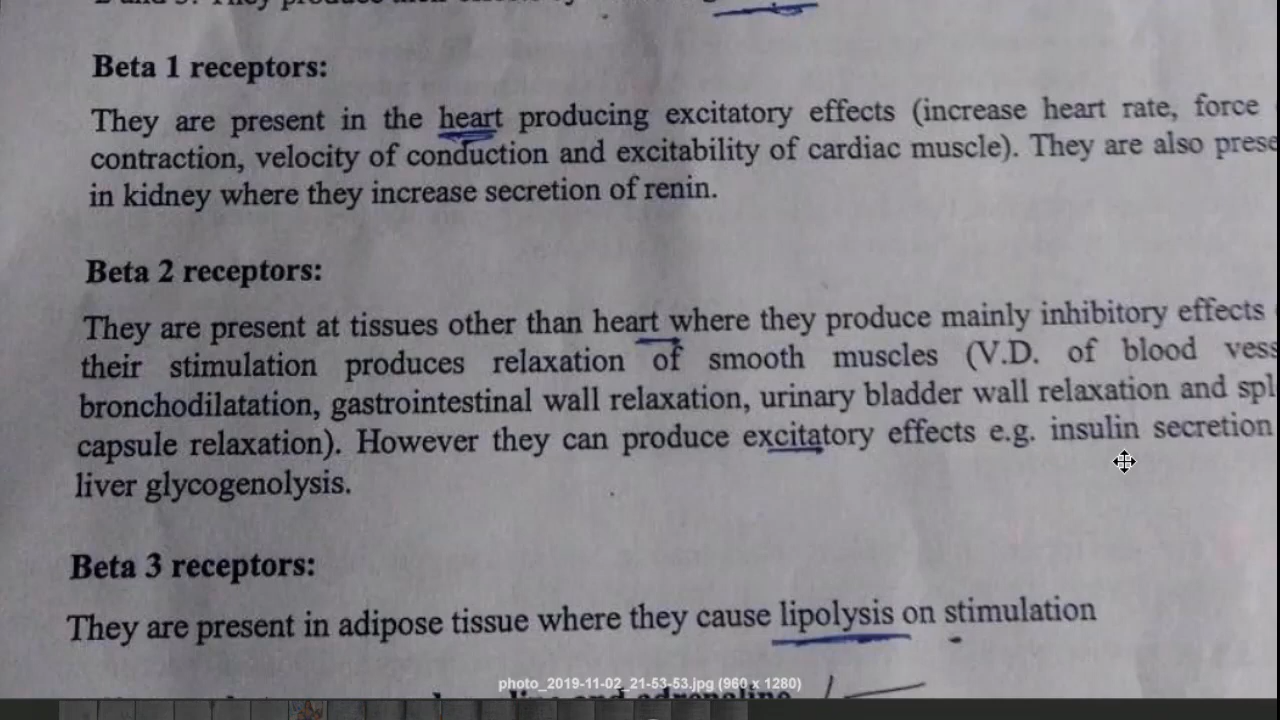 Beta 1 receptors:
They are present in the heart producing excitatory effects (increase heart rate, force
contraction, velocity of conduction and excitability of cardiac muscle). They are also prese
in kidney where they increase secretion of renin.
Beta 2 receptors:
They are present at tissues other than heart where they produce mainly inhibitory effects
their stimulation produces relaxation of smooth muscles (V.D. of blood vess
bronchodilatation, gastrointestinal wall relaxation, urinary bladder wall relaxation and spl
capsule relaxation). However they can produce excitatory effects e.g. insulin secretion
liver glycogenolysis.
Beta 3 receptors:
They are present in adipose tissue where they cause lipolysis on stimulation
photo_2019-11-02_21-53-53.jpg (960 x 1280)
and adrenaline